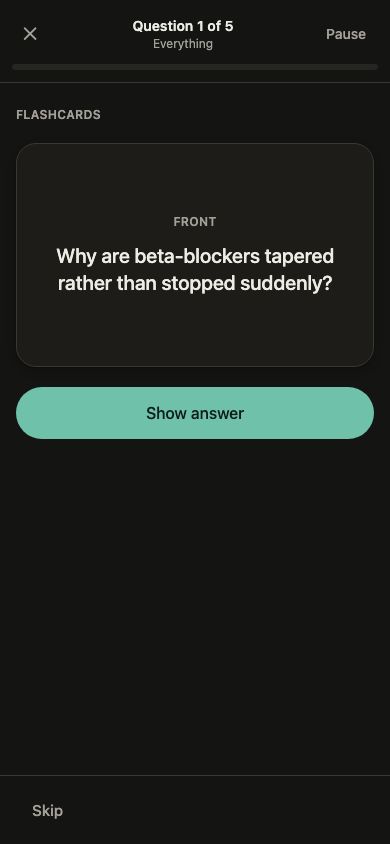 Question 1 of 5
Everything
Pause
FLASHCARDS
FRONT
Why are beta-blockers tapered
rather than stopped suddenly?
Show answer
Skip